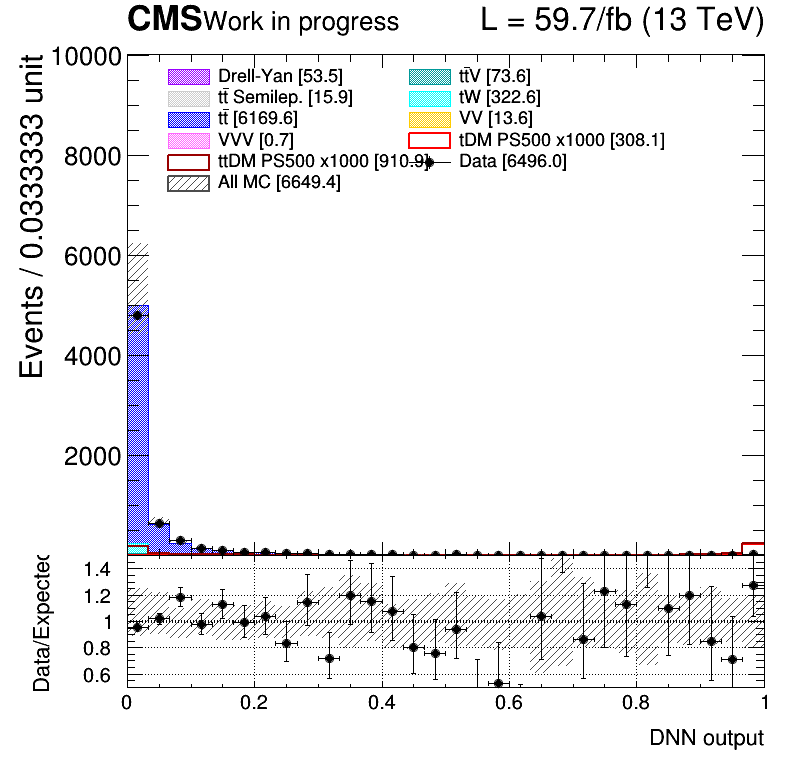 CMS Work in progress L = 59.7/fb (13 TeV)
Events / 0.0333333 unit
10000
8000
6000
4000
2000
Drell-Yan [53.5]
tt̄V [73.6]
tt̄ Semilep. [15.9]
tW [322.6]
tt̄ [6169.6]
VV [13.6]
VVV [0.7]
tDM PS500 x1000 [308.1]
ttDM PS500 x1000 [910.9]
Data [6496.0]
All MC [6649.4]
Data/Expected
1.4
1.2
1
0.8
0.6
0 0.2 0.4 0.6 0.8 1
DNN output